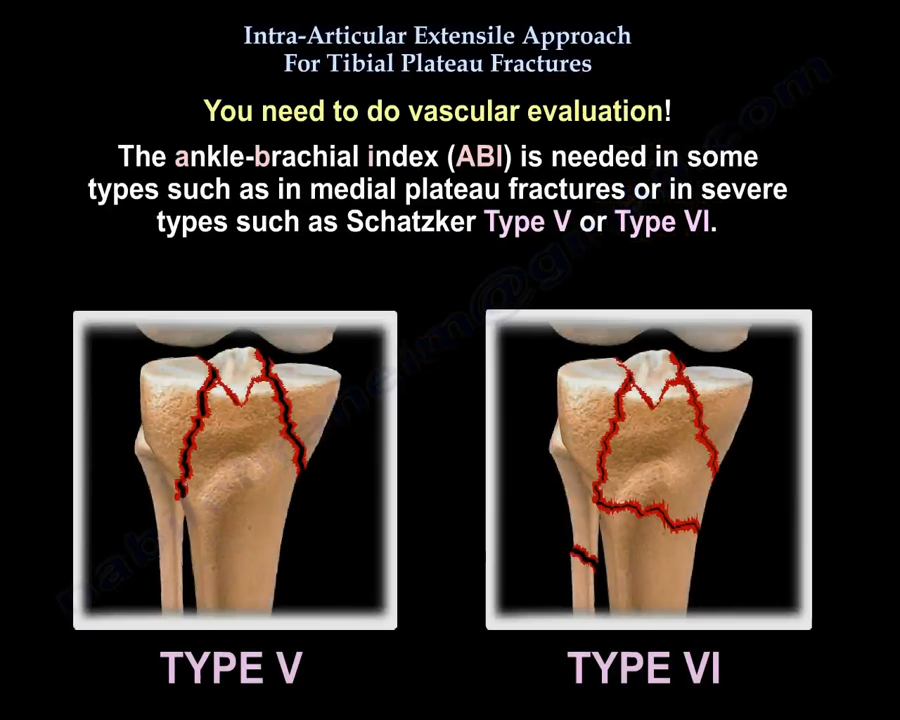 Intra-Articular Extensile Approach
For Tibial Plateau Fractures
You need to do vascular evaluation!
The ankle-brachial index (ABI) is needed in some
types such as in medial plateau fractures or in severe
types such as Schatzker Type V or Type VI.
TYPE V
TYPE VI